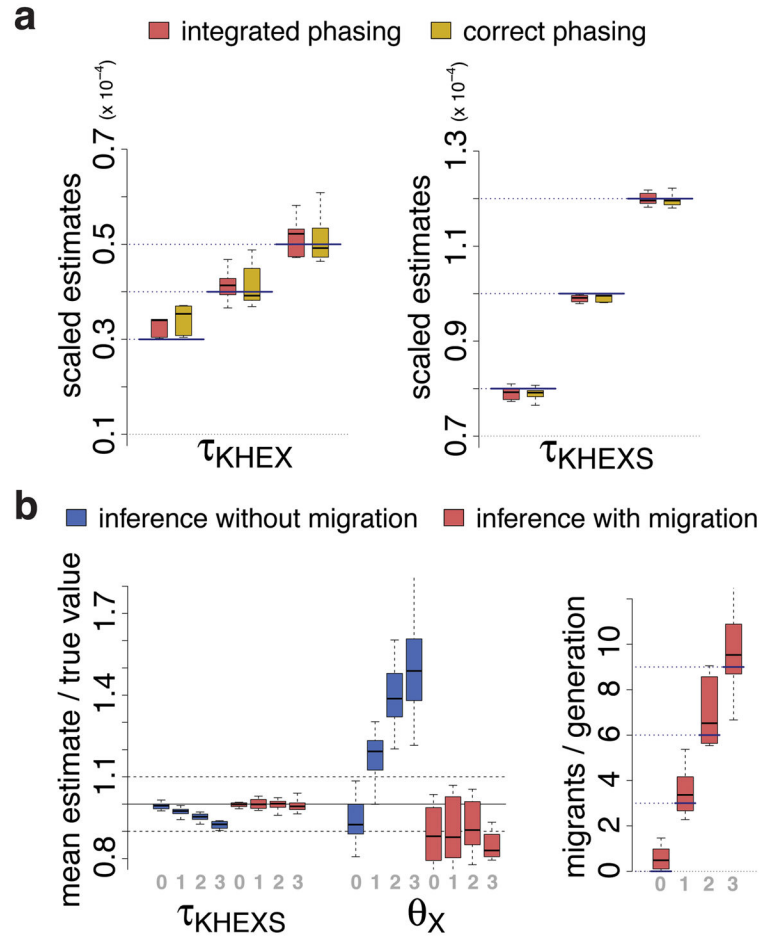 a
integrated phasing correct phasing
scaled estimates (x 10⁻⁴)
0.7
0.5
0.3
0.1
τKHEX
scaled estimates (x 10⁻⁴)
1.3
1.1
0.9
0.7
τKHEXS
b
inference without migration inference with migration
mean estimate / true value
1.7
1.4
1.1
0.8
0 1 2 3 0 1 2 3 0 1 2 3 0 1 2 3
τKHEXS θX
migrants / generation
10
8
6
4
2
0
0 1 2 3